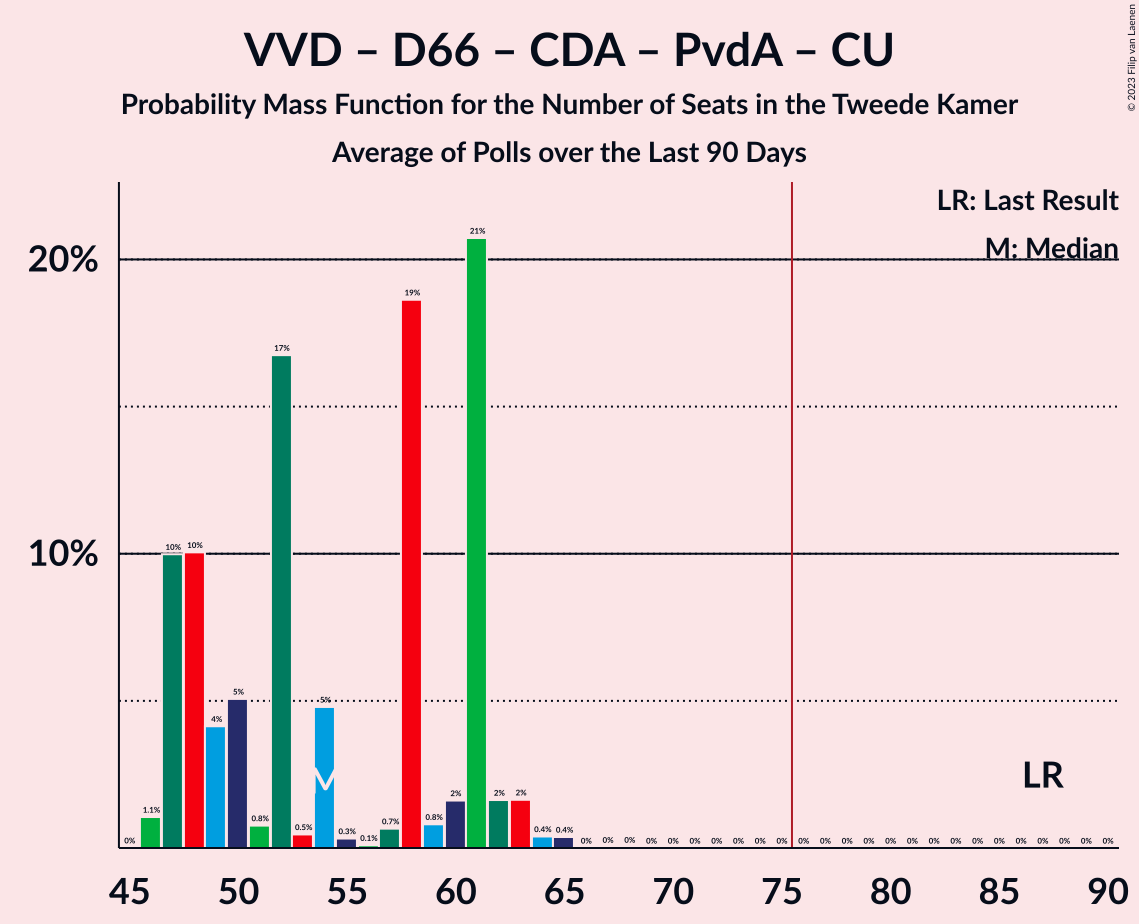 VVD – D66 – CDA – PvdA – CU
Probability Mass Function for the Number of Seats in the Tweede Kamer
Average of Polls over the Last 90 Days
© 2023 Filip van Laenen
LR: Last Result
M: Median
20%
10%
0% 1.1% 10% 10% 4% 5% 0.8% 17% 0.5% 5% 0.3% 0.1% 0.7% 19% 0.8% 2% 21% 2% 2% 0.4% 0.4% 0% 0% 0% 0% 0% 0% 0% 0% 0% 0% 0% 0% 0% 0% 0% 0% 0% 0% 0% 0% 0% 0% 0% 0% 0%
M
LR
45 50 55 60 65 70 75 80 85 90